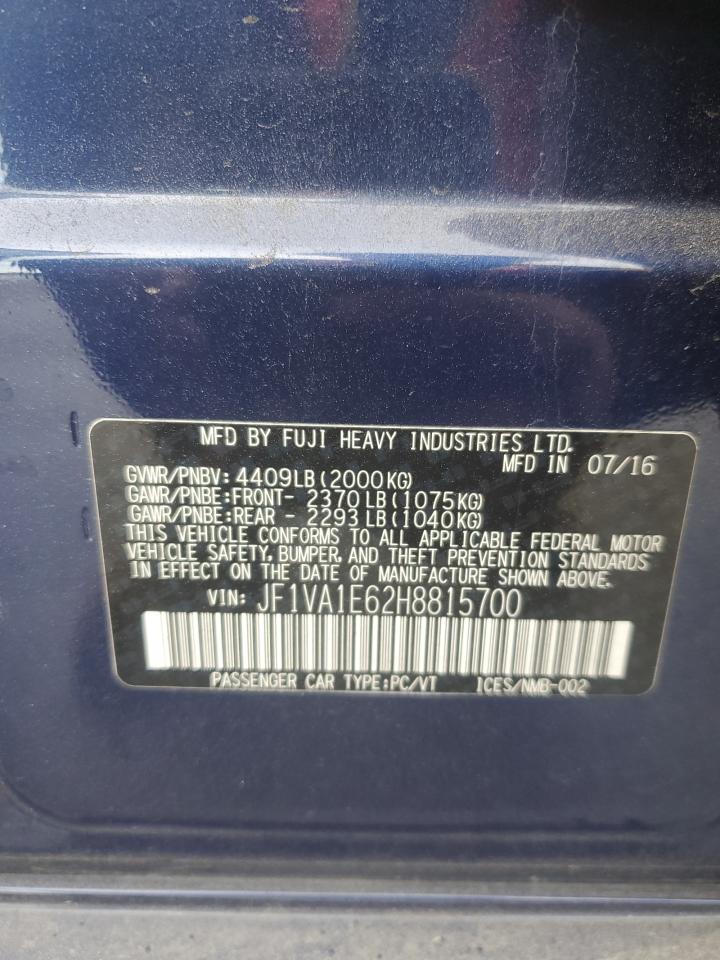 MFD BY FUJI HEAVY INDUSTRIES LTD.
MFD IN 07/16
GVWR/PNBV: 4409LB(2000KG)
GAWR/PNBE:FRONT- 2370LB(1075KG)
GAWR/PNBE:REAR - 2293LB(1040KG)
THIS VEHICLE CONFORMS TO ALL APPLICABLE FEDERAL MOTOR
VEHICLE SAFETY, BUMPER, AND THEFT PREVENTION STANDARDS
IN EFFECT ON THE DATE OF MANUFACTURE SHOWN ABOVE.
VIN: JF1VA1E62H8815700
PASSENGER CAR TYPE:PC/VT ICES/NMB-002